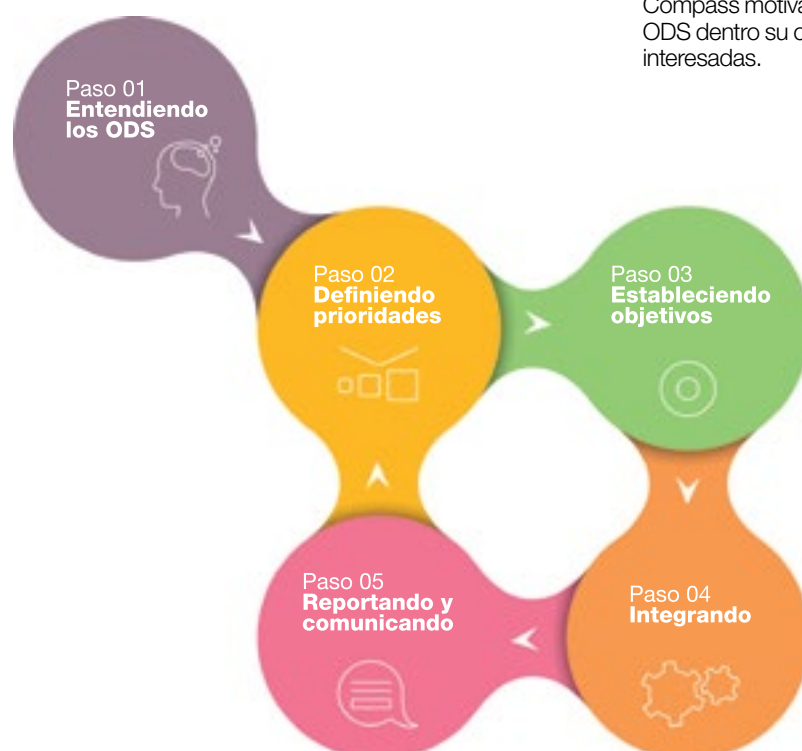 Compass motiva
ODS dentro su
interesadas.
Paso 01
Entendiendo
los ODS
Paso 02
Definiendo
prioridades
Paso 03
Estableciendo
objetivos
Paso 05
Reportando y
comunicando
Paso 04
Integrando